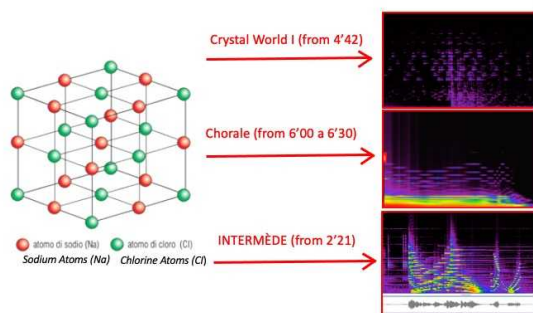 Crystal World I (from 4’42)
Chorale (from 6’00 a 6’30)
INTERMÈDE (from 2’21)
atomo di sodio (Na)
atomo di cloro (Cl)
Sodium Atoms (Na)
Chlorine Atoms (Cl)